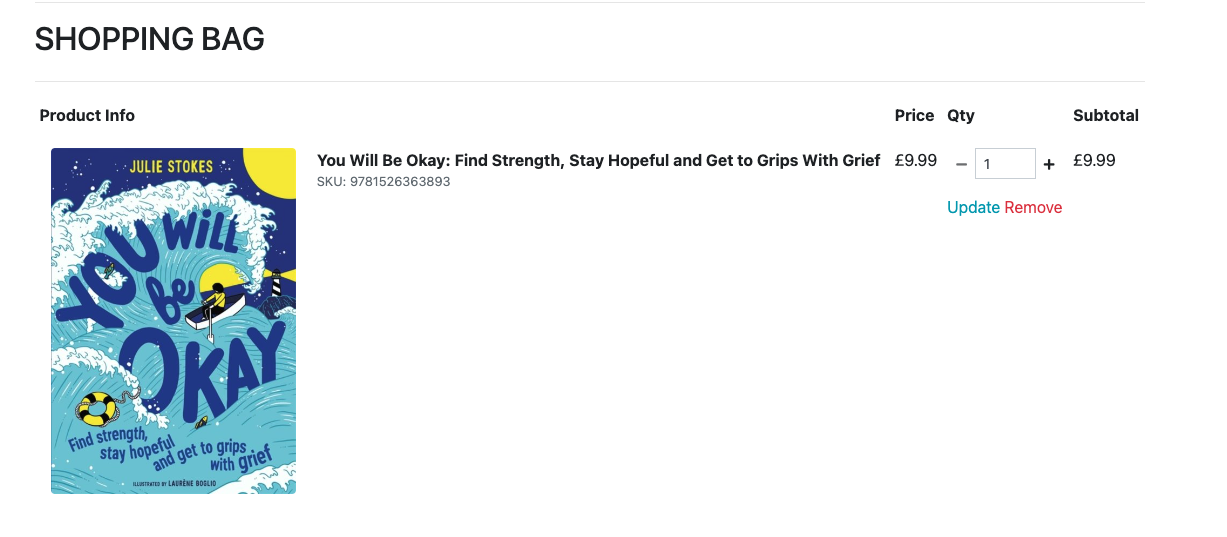 SHOPPING BAG
Product Info Price Qty Subtotal
JULIE STOKES
YOU WILL
be
OKAY
Find strength,
stay hopeful
and get to grips
with grief
ILLUSTRATED BY LAURÈNE BOGLIO
You Will Be Okay: Find Strength, Stay Hopeful and Get to Grips With Grief £9.99 − 1 + £9.99
SKU: 9781526363893
Update Remove